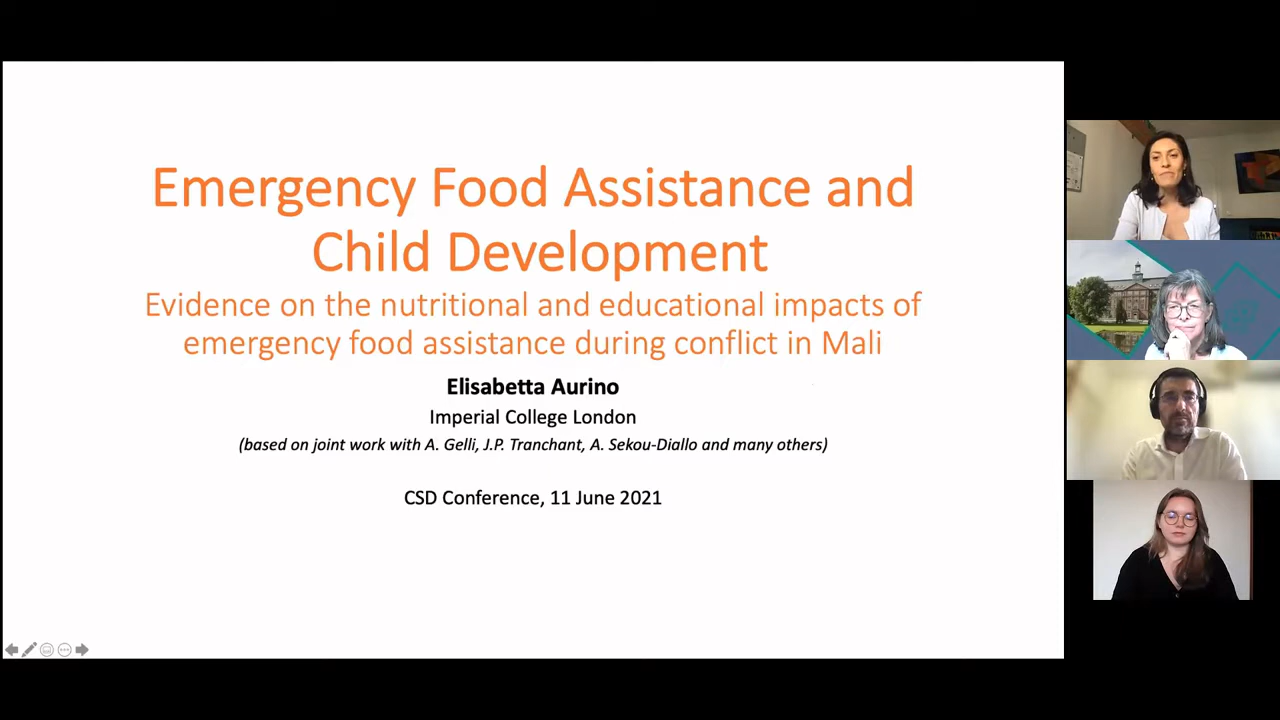 Emergency Food Assistance and
Child Development
Evidence on the nutritional and educational impacts of
emergency food assistance during conflict in Mali
Elisabetta Aurino
Imperial College London
(based on joint work with A. Gelli, J.P. Tranchant, A. Sekou-Diallo and many others)
CSD Conference, 11 June 2021